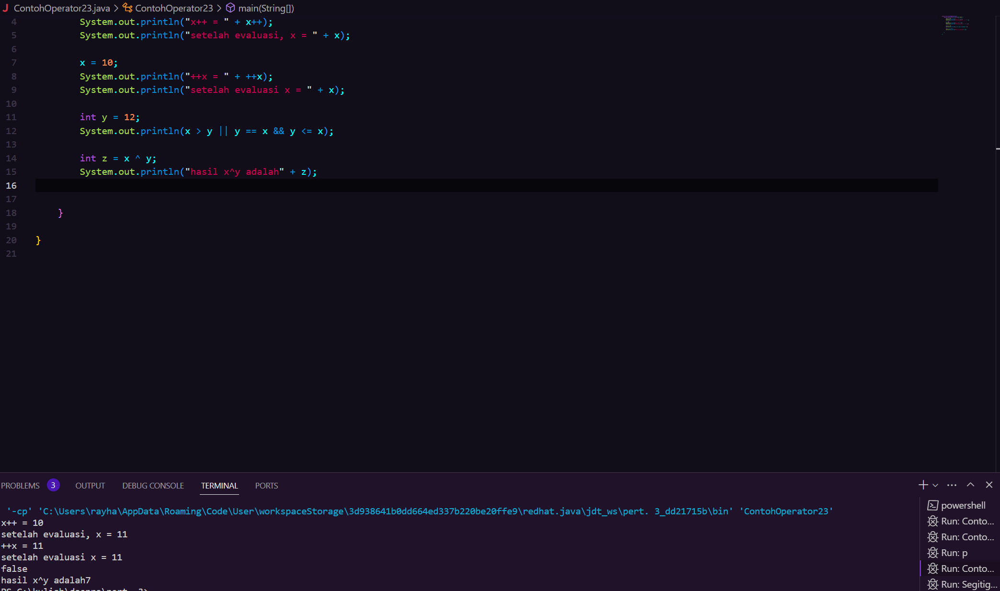 ContohOperator23.java > ContohOperator23 > main(String[])
4 System.out.println("x++ = " + x++);
5 System.out.println("setelah evaluasi, x = " + x);
6
7 x = 10;
8 System.out.println("++x = " + ++x);
9 System.out.println("setelah evaluasi x = " + x);
10
11 int y = 12;
12 System.out.println(x > y || y == x && y <= x);
13
14 int z = x ^ y;
15 System.out.println("hasil x^y adalah" + z);
16
17
18 }
19
20 }
21
PROBLEMS 3 OUTPUT DEBUG CONSOLE TERMINAL PORTS
'-cp' 'C:\Users\rayha\AppData\Roaming\Code\User\workspaceStorage\3d938641b0dd664ed337b220be20ffe9\redhat.java\jdt_ws\pert. 3_dd21715b\bin' 'ContohOperator23'
x++ = 10
setelah evaluasi, x = 11
++x = 11
setelah evaluasi x = 11
false
hasil x^y adalah7
powershell
Run: Conto...
Run: Conto...
Run: p
Run: Conto...
Run: Segitig...